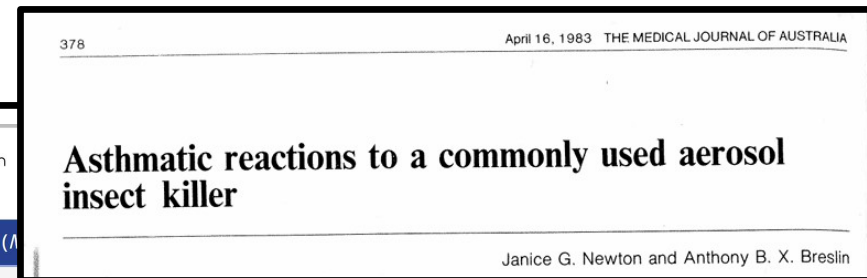 378
April 16, 1983 THE MEDICAL JOURNAL OF AUSTRALIA
Asthmatic reactions to a commonly used aerosol
insect killer
Janice G. Newton and Anthony B. X. Breslin